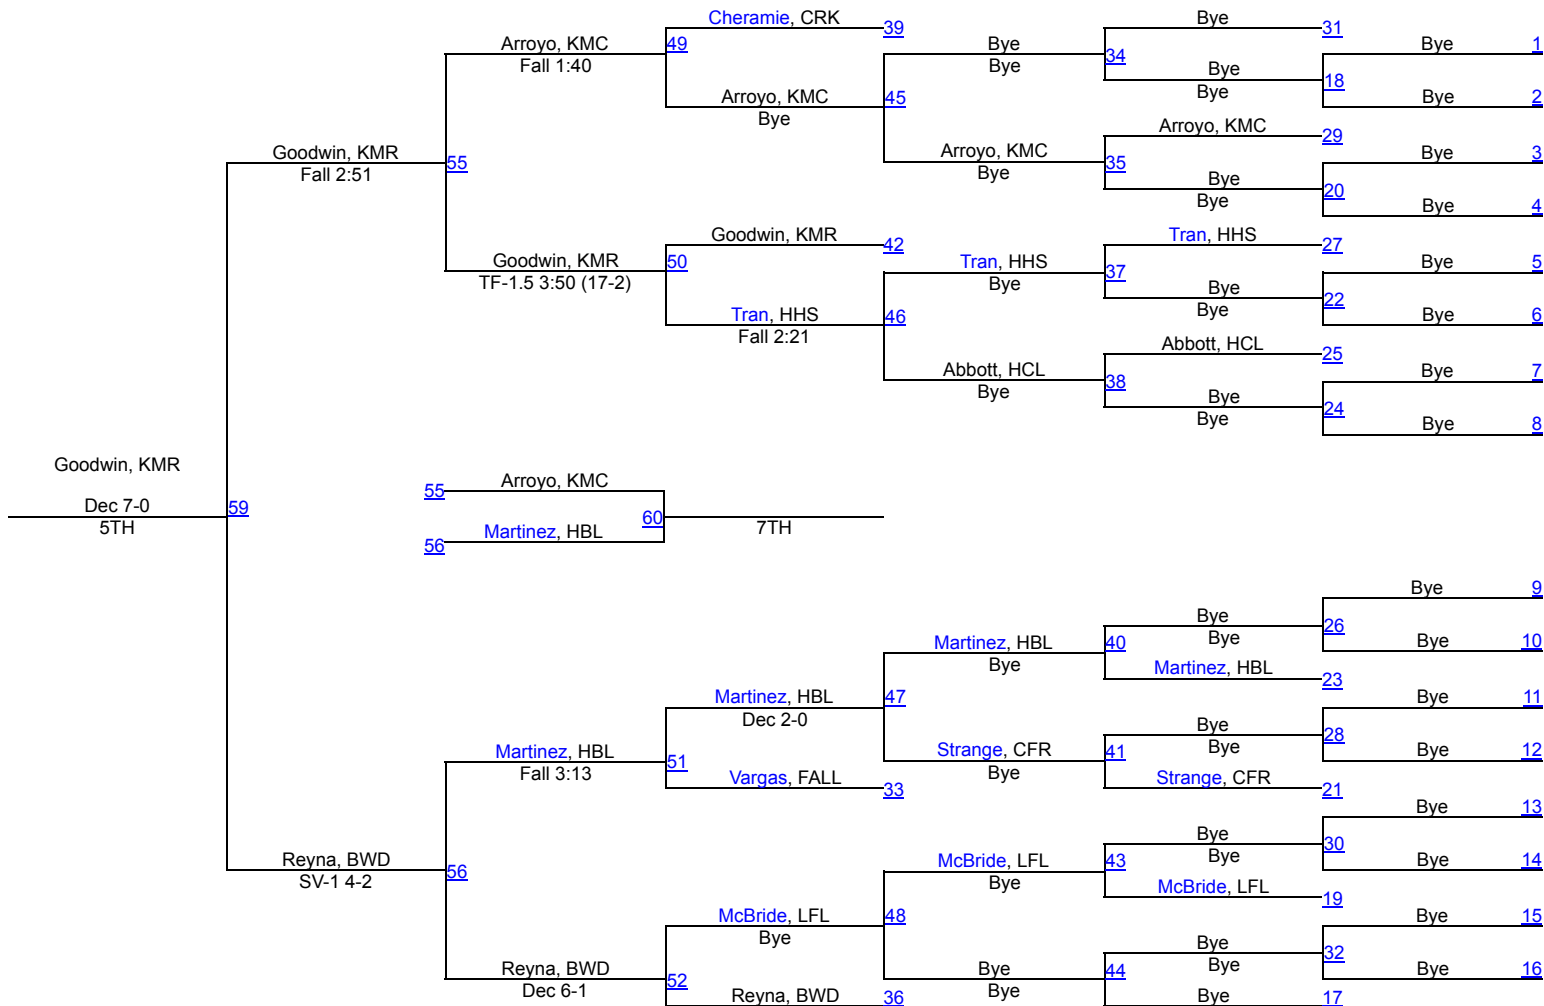 Cheramie, CRK 39 Bye 31
Arroyo, KMC 49 Bye 34 Bye 1
Fall 1:40 Bye Bye 18
Arroyo, KMC 45 Bye Bye 2
Bye Arroyo, KMC 29
Goodwin, KMR 55 Arroyo, KMC 35 Bye 3
Fall 2:51 Bye Bye 20
Bye Bye 4
Goodwin, KMR 42 Tran, HHS 27
Goodwin, KMR 50 Tran, HHS 37 Bye 5
TF-1.5 3:50 (17-2) Bye Bye 22
Tran, HHS 46 Bye 6
Fall 2:21 Abbott, HCL 25
Abbott, HCL 38 Bye 7
Bye Bye 24
Bye Bye 8
Goodwin, KMR
55 Arroyo, KMC
Dec 7-0 59
5TH 60 7TH
56 Martinez, HBL
Bye 9
Bye 26
Martinez, HBL 40 Bye Bye 10
Bye Martinez, HBL 23
Martinez, HBL 47 Bye 11
Dec 2-0 Bye 28
Martinez, HBL 51 Strange, CFR 41 Bye Bye 12
Fall 3:13 Bye
Vargas, FALL 33 Strange, CFR 21
Bye 13
Bye 30
Reyna, BWD 56 McBride, LFL 43 Bye Bye 14
SV-1 4-2 Bye McBride, LFL 19
McBride, LFL 48 Bye 15
Bye Bye 32
Reyna, BWD 52 Bye 44 Bye Bye 16
Dec 6-1 Bye
Reyna, BWD 36 Bye 17